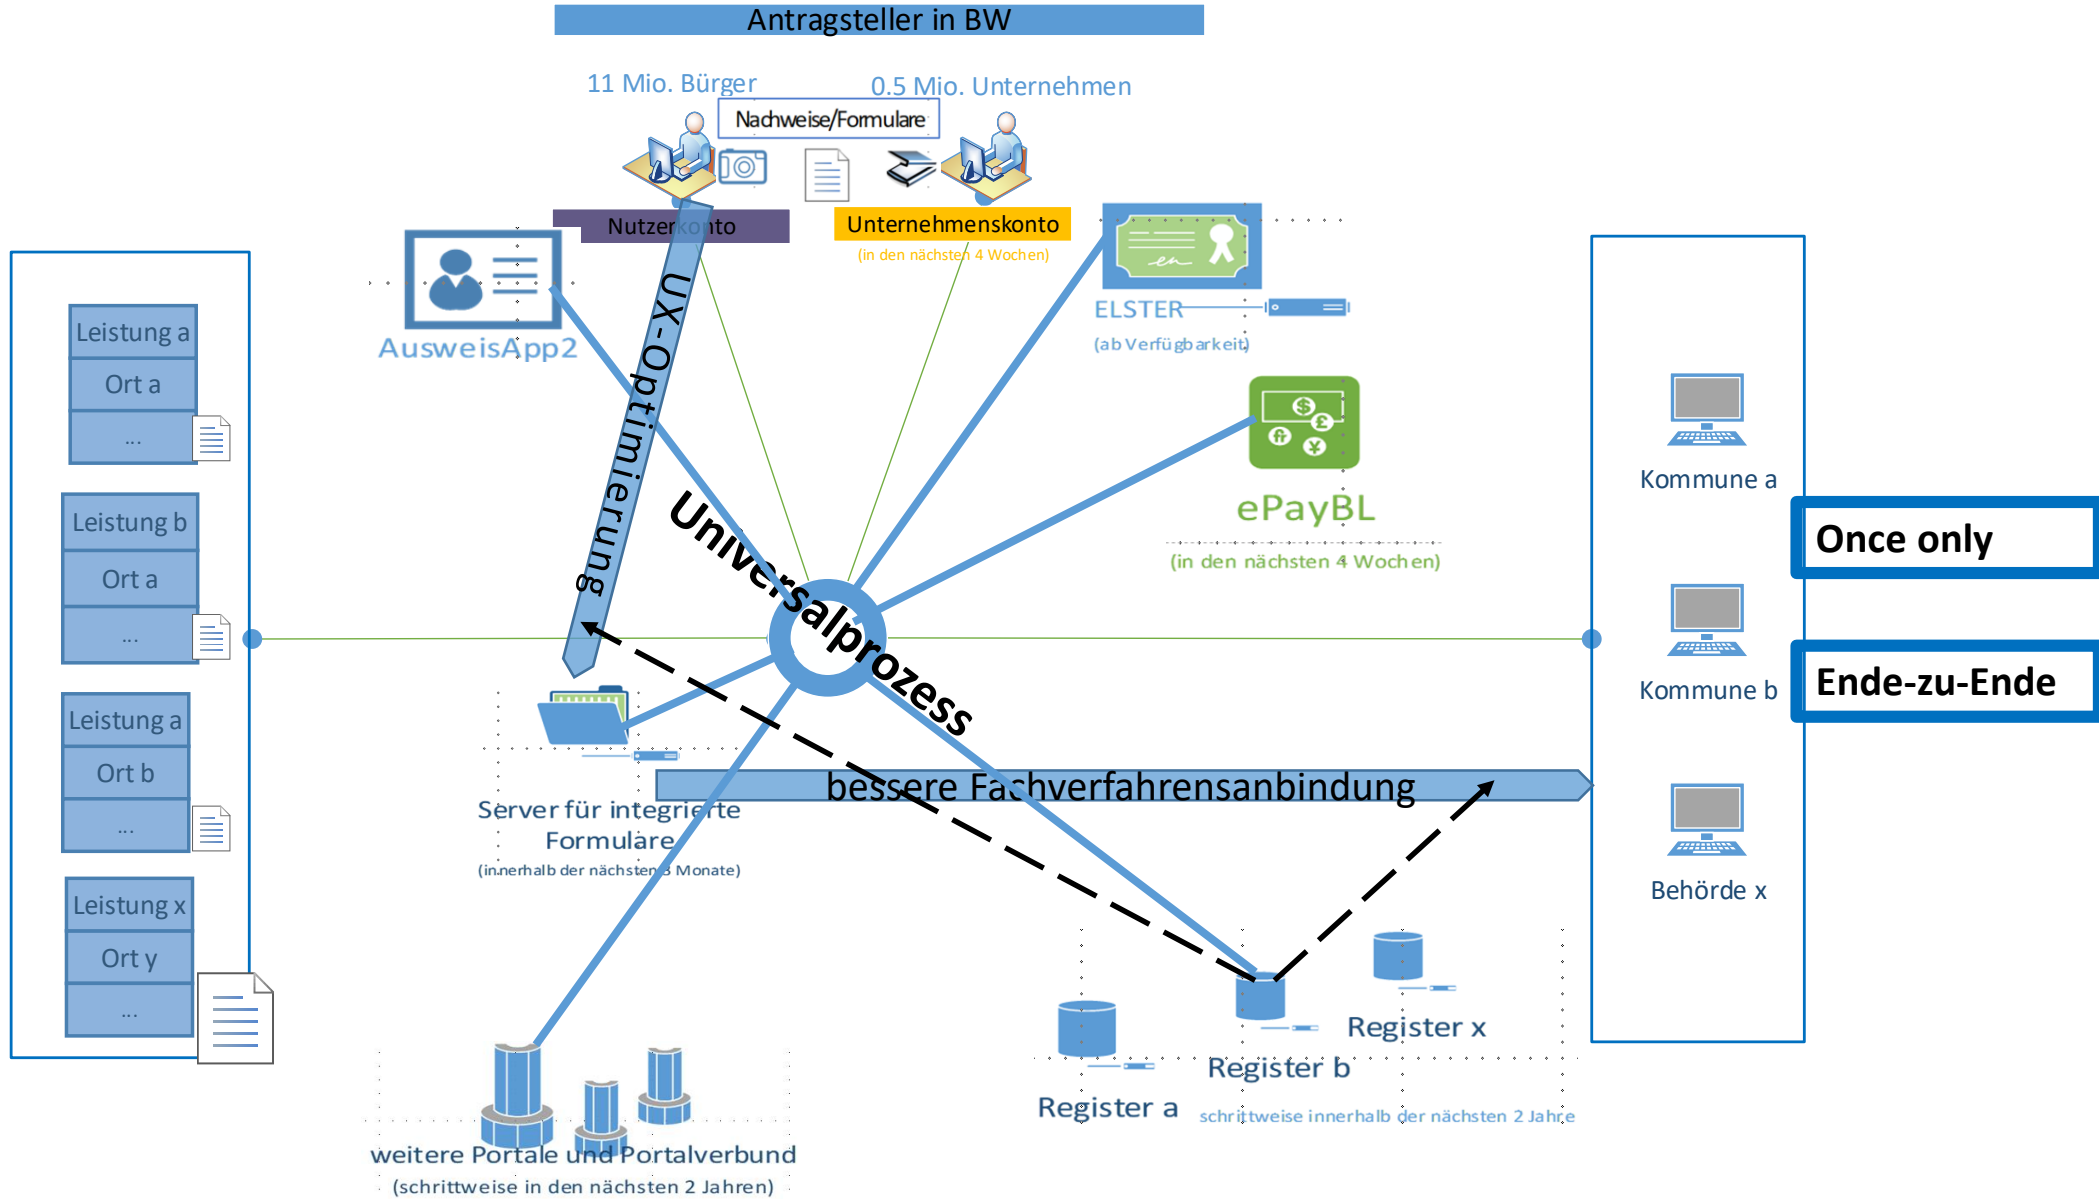 Antragsteller in BW
11 Mio. Bürger
0.5 Mio. Unternehmen
Nachweise/Formulare
Nutzerkonto
Unternehmenskonto
(in den nächsten 4 Wochen)
AusweisApp2
ELSTER
(ab Verfügbarkeit)
ePayBL
(in den nächsten 4 Wochen)
UX-Optimierung
Universalprozess
Leistung a
Ort a
...
Leistung b
Ort a
...
Leistung a
Ort b
...
Leistung x
Ort y
...
Server für integrierte
Formulare
(innerhalb der nächsten 3 Monate)
bessere Fachverfahrensanbindung
weitere Portale und Portalverbund
(schrittweise in den nächsten 2 Jahren)
Register a
Register b
Register x
schrittweise innerhalb der nächsten 2 Jahre
Kommune a
Kommune b
Behörde x
Once only
Ende-zu-Ende